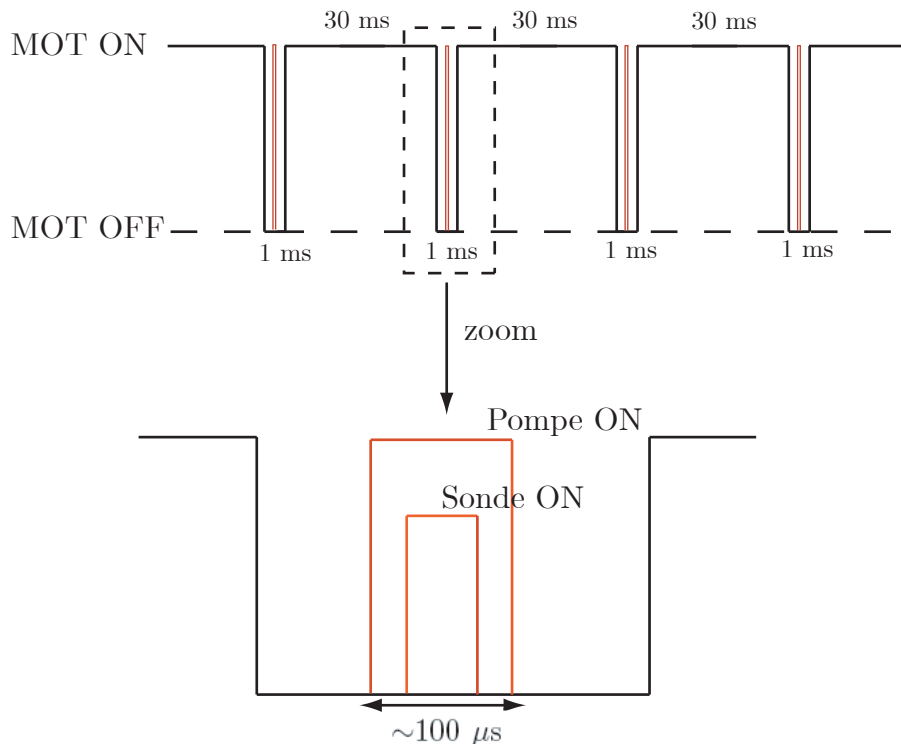 30 ms
30 ms
30 ms
MOT ON
MOT OFF
1 ms
1 ms
1 ms
1 ms
zoom
Pompe ON
Sonde ON
~100 μs